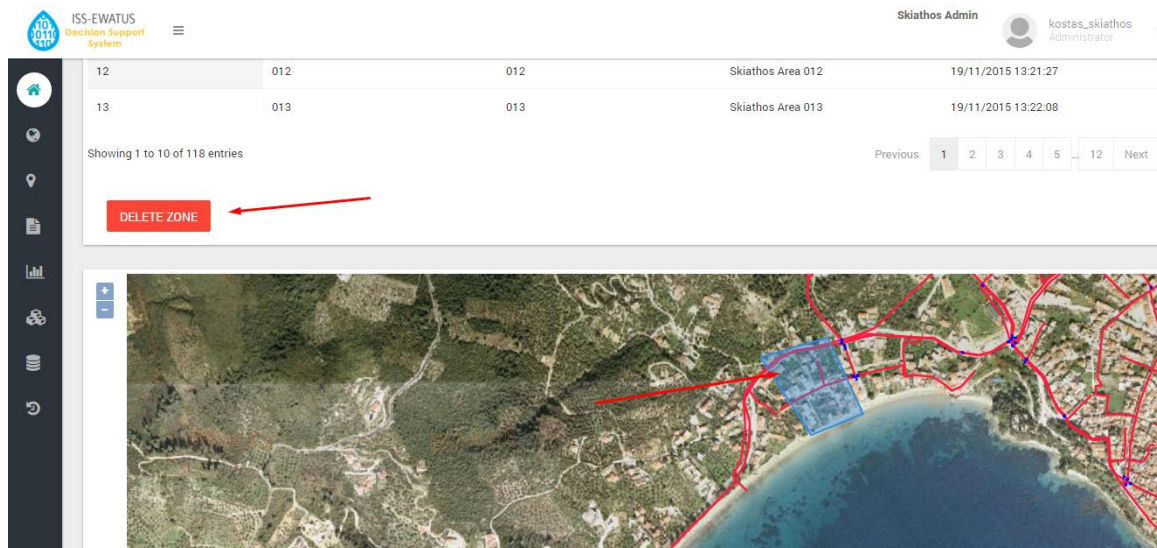 ISS-EWATUS
Decision Support
System
Skiathos Admin
kostas_skiathos
Administrator
12 012 012 Skiathos Area 012 19/11/2015 13:21:27
13 013 013 Skiathos Area 013 19/11/2015 13:22:08
Showing 1 to 10 of 118 entries
Previous 1 2 3 4 5 ... 12 Next
DELETE ZONE
+
-